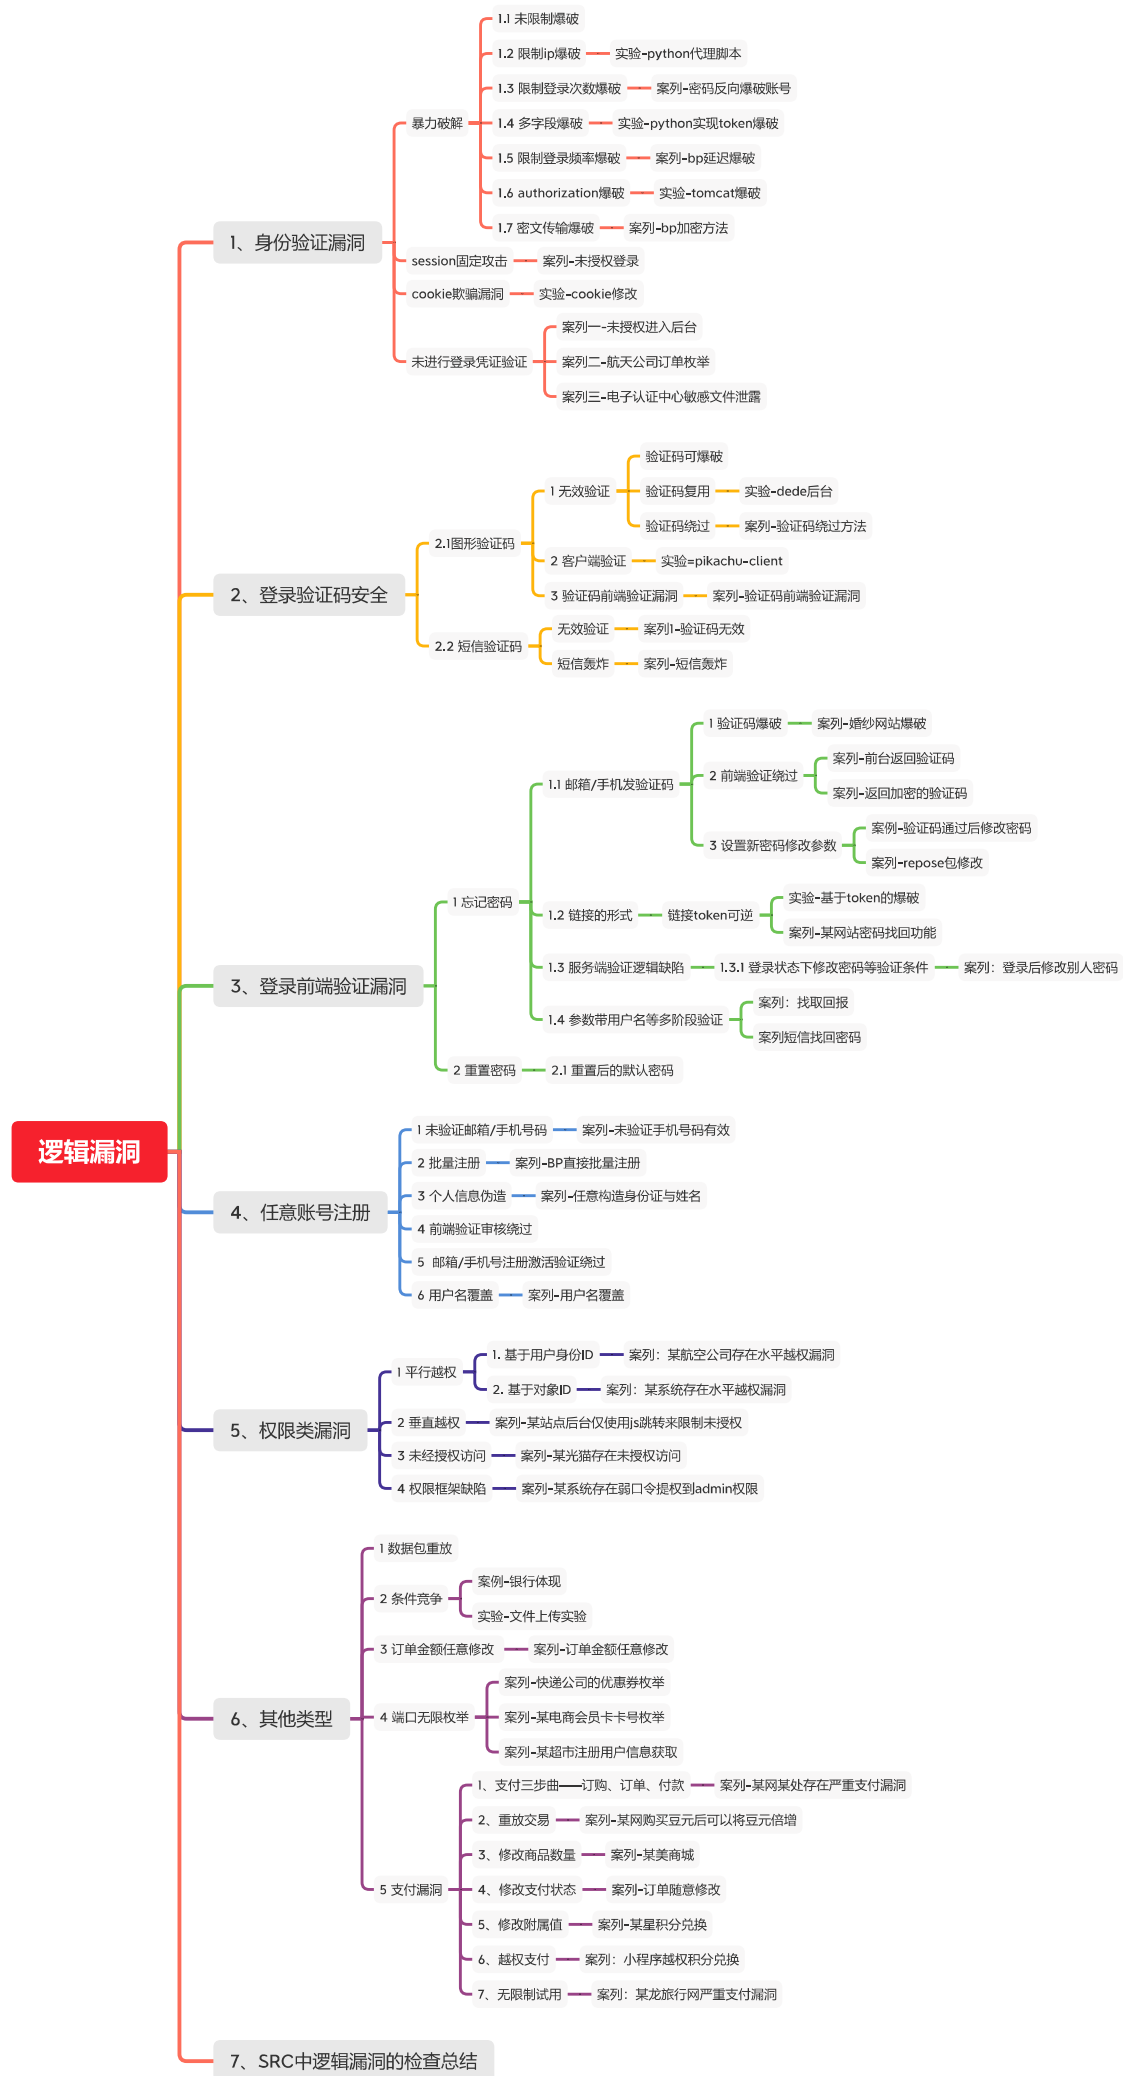 逻辑漏洞
1、身份验证漏洞
暴力破解
1.1 未限制爆破
1.2 限制ip爆破
实验-python代理脚本
1.3 限制登录次数爆破
案列-密码反向爆破账号
1.4 多字段爆破
实验-python实现token爆破
1.5 限制登录频率爆破
案列-bp延迟爆破
1.6 authorization爆破
实验-tomcat爆破
1.7 密文传输爆破
案列-bp加密方法
session固定攻击
案列-未授权登录
cookie欺骗漏洞
实验-cookie修改
未进行登录凭证验证
案列一-未授权进入后台
案列二-航天公司订单枚举
案列三-电子认证中心敏感文件泄露
2、登录验证码安全
2.1图形验证码
1 无效验证
验证码可爆破
验证码复用
实验-dede后台
验证码绕过
案列-验证码绕过方法
2 客户端验证
实验=pikachu-client
3 验证码前端验证漏洞
案列-验证码前端验证漏洞
2.2 短信验证码
无效验证
案列1-验证码无效
短信轰炸
案列-短信轰炸
3、登录前端验证漏洞
1 忘记密码
1.1 邮箱/手机发验证码
1 验证码爆破
案列-婚纱网站爆破
2 前端验证绕过
案列-前台返回验证码
案列-返回加密的验证码
3 设置新密码修改参数
案例-验证码通过后修改密码
案列-repose包修改
1.2 链接的形式
链接token可逆
实验-基于token的爆破
案列-某网站密码找回功能
1.3 服务端验证逻辑缺陷
1.3.1 登录状态下修改密码等验证条件
案列：登录后修改别人密码
1.4 参数带用户名等多阶段验证
案列：找取回报
案列短信找回密码
2 重置密码
2.1 重置后的默认密码
4、任意账号注册
1 未验证邮箱/手机号码
案列-未验证手机号码有效
2 批量注册
案列-BP直接批量注册
3 个人信息伪造
案列-任意构造身份证与姓名
4 前端验证审核绕过
5 邮箱/手机号注册激活验证绕过
6 用户名覆盖
案列-用户名覆盖
5、权限类漏洞
1 平行越权
1. 基于用户身份ID
案列：某航空公司存在水平越权漏洞
2. 基于对象ID
案列：某系统存在水平越权漏洞
2 垂直越权
案列-某站点后台仅使用js跳转来限制未授权
3 未经授权访问
案列-某光猫存在未授权访问
4 权限框架缺陷
案列-某系统存在弱口令提权到admin权限
6、其他类型
1 数据包重放
2 条件竞争
案例-银行体现
实验-文件上传实验
3 订单金额任意修改
案列-订单金额任意修改
4 端口无限枚举
案列-快递公司的优惠券枚举
案列-某电商会员卡卡号枚举
案列-某超市注册用户信息获取
5 支付漏洞
1、支付三步曲——订购、订单、付款
案列-某网某处存在严重支付漏洞
2、重放交易
案列-某网购买豆元后可以将豆元倍增
3、修改商品数量
案列-某美商城
4、修改支付状态
案列-订单随意修改
5、修改附属值
案列-某星积分兑换
6、越权支付
案列：小程序越权积分兑换
7、无限制试用
案列：某龙旅行网严重支付漏洞
7、SRC中逻辑漏洞的检查总结